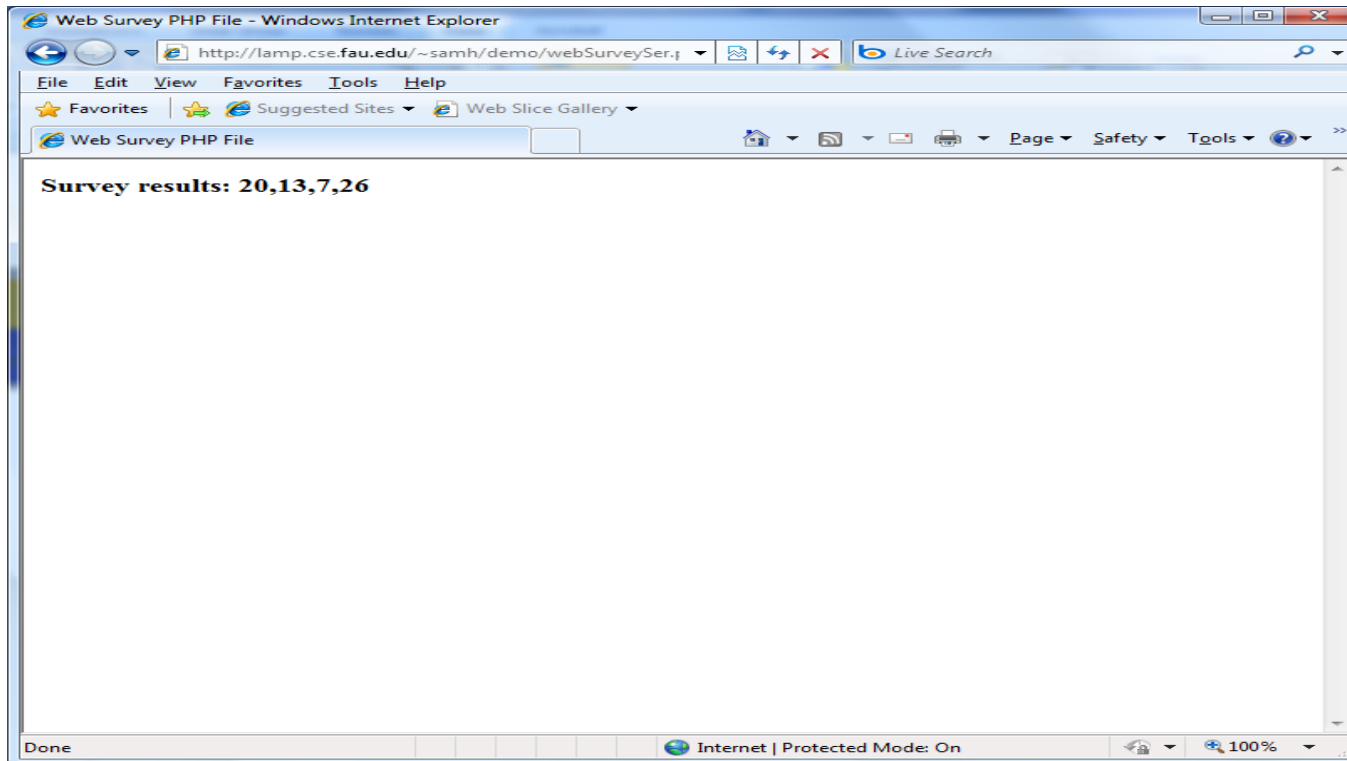 Web Survey PHP File - Windows Internet Explorer
http://lamp.cse.fau.edu/~samh/demo/webSurveySer.p Live Search
File Edit View Favorites Tools Help
Favorites Suggested Sites Web Slice Gallery
Web Survey PHP File Page Safety Tools
Survey results: 20,13,7,26
Done Internet | Protected Mode: On 100%